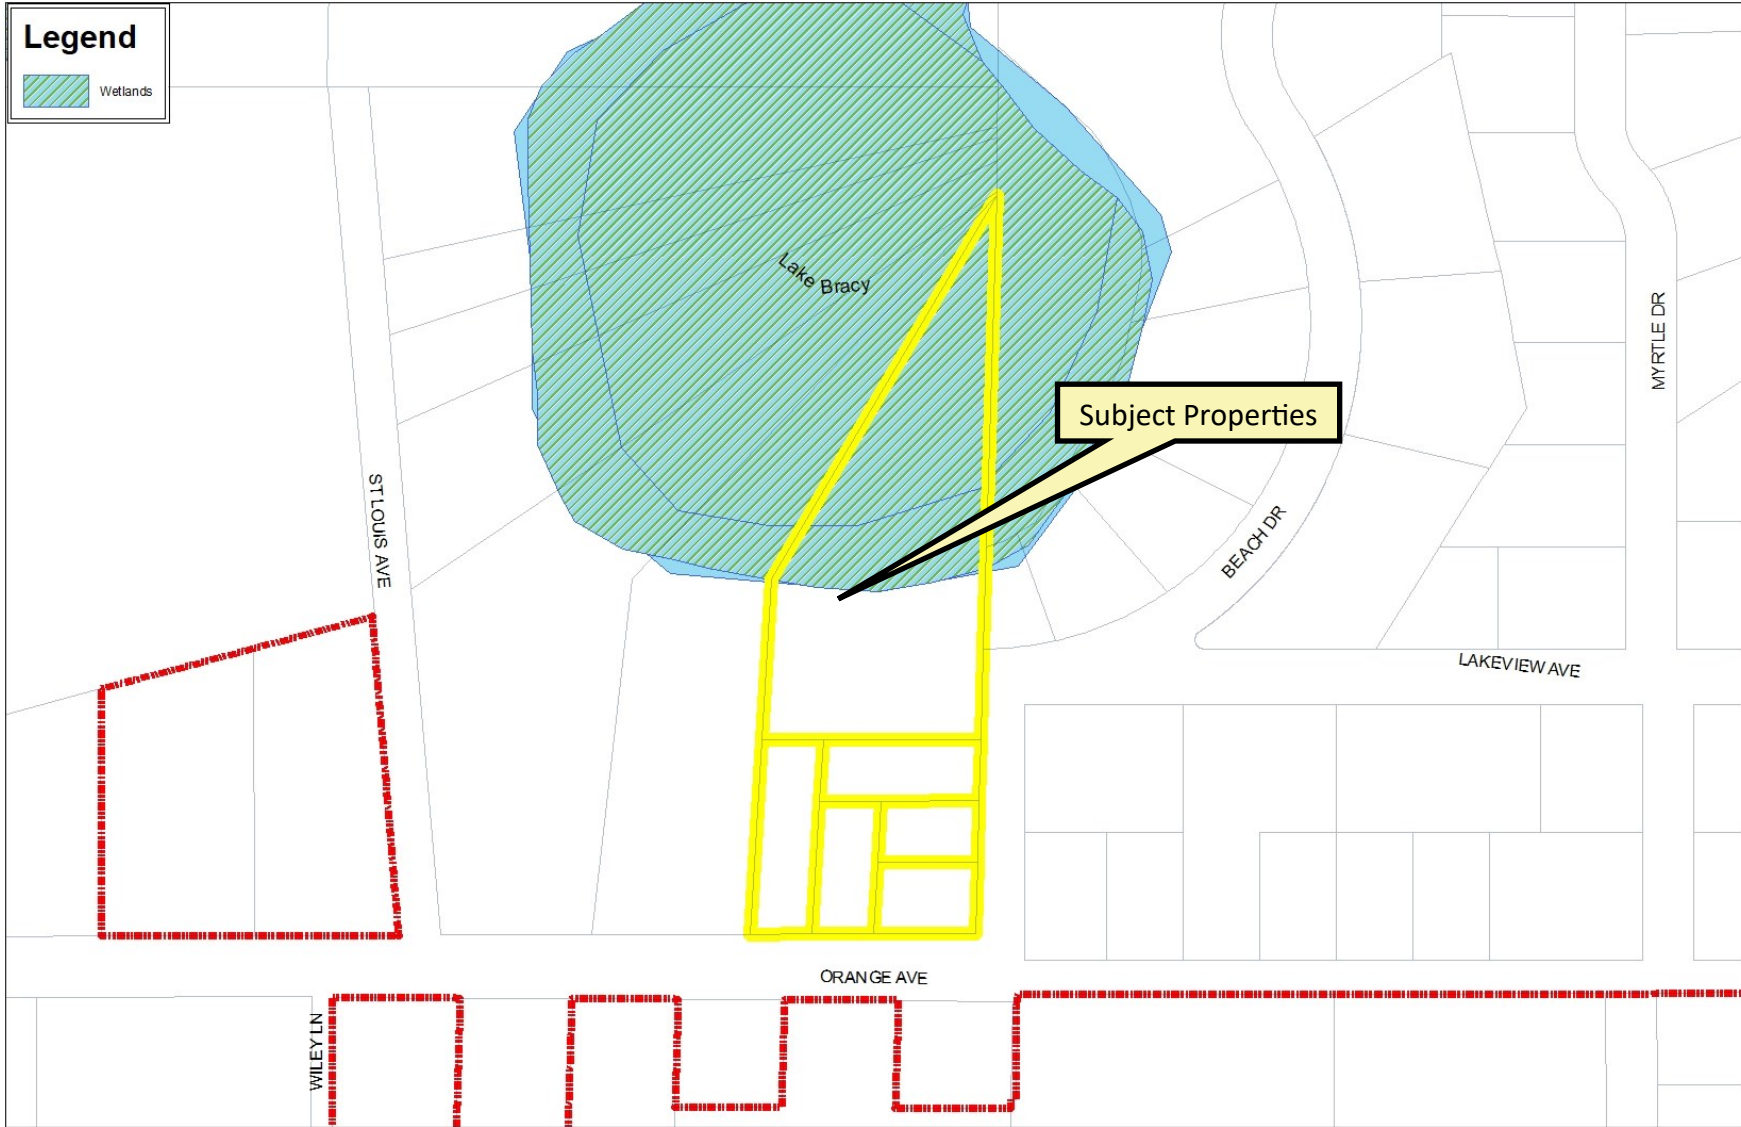 Legend
Wetlands
Lake Bracy
Subject Properties
MYRTLE DR
ST LOUIS AVE
BEACH DR
LAKEVIEW AVE
ORANGE AVE
WILEY LN